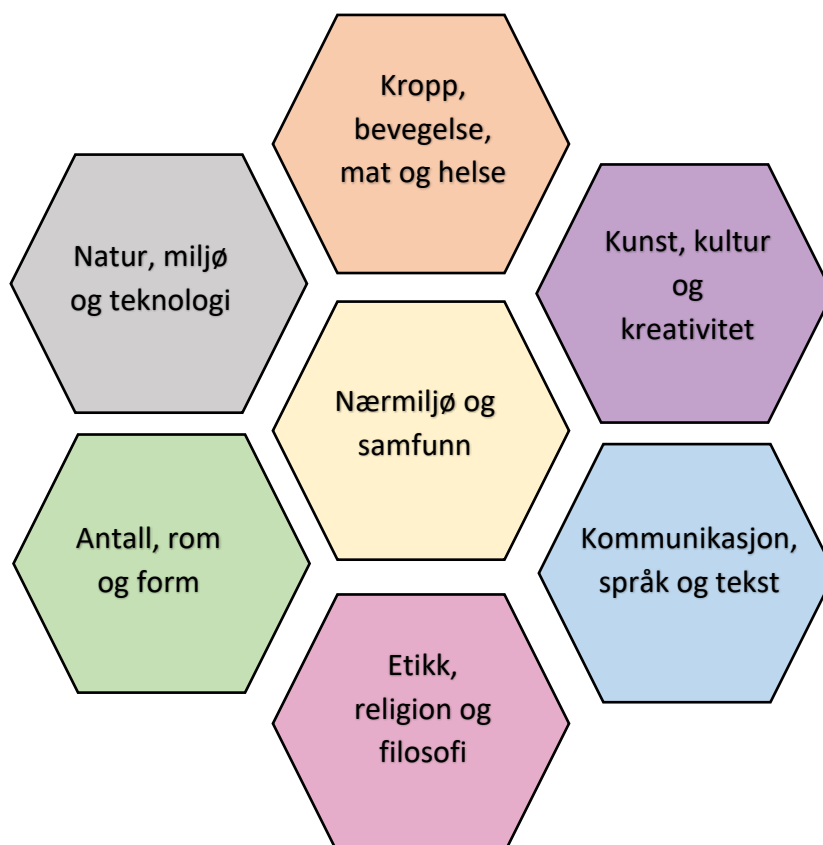 Kropp,
bevegelse,
mat og helse
Natur, miljø
og teknologi
Kunst, kultur
og
kreativitet
Nærmiljø og
samfunn
Antall, rom
og form
Kommunikasjon,
språk og tekst
Etikk,
religion og
filosofi